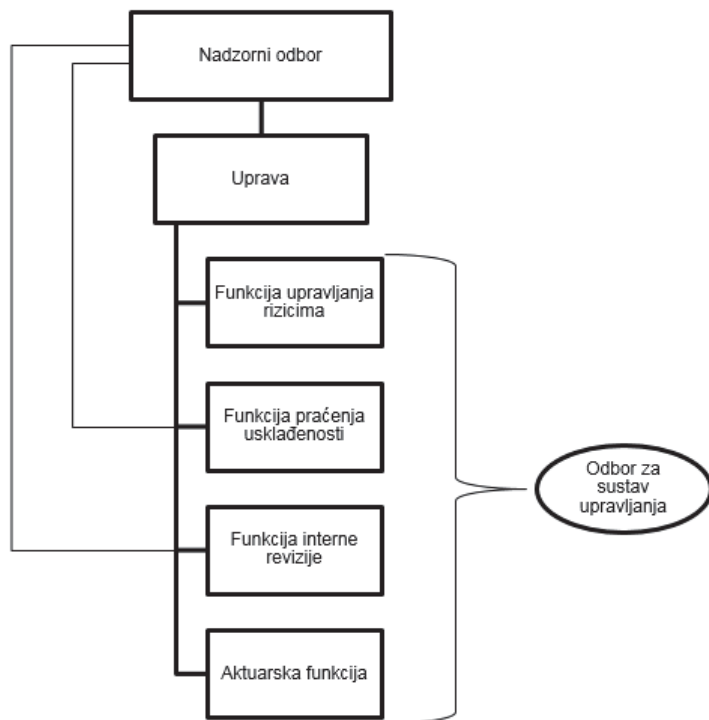 Nadzorni odbor
Uprava
Funkcija upravljanja
rizicima
Funkcija praćenja
usklađenosti
Odbor za
sustav
upravljanja
Funkcija interne
revizije
Aktuarska funkcija